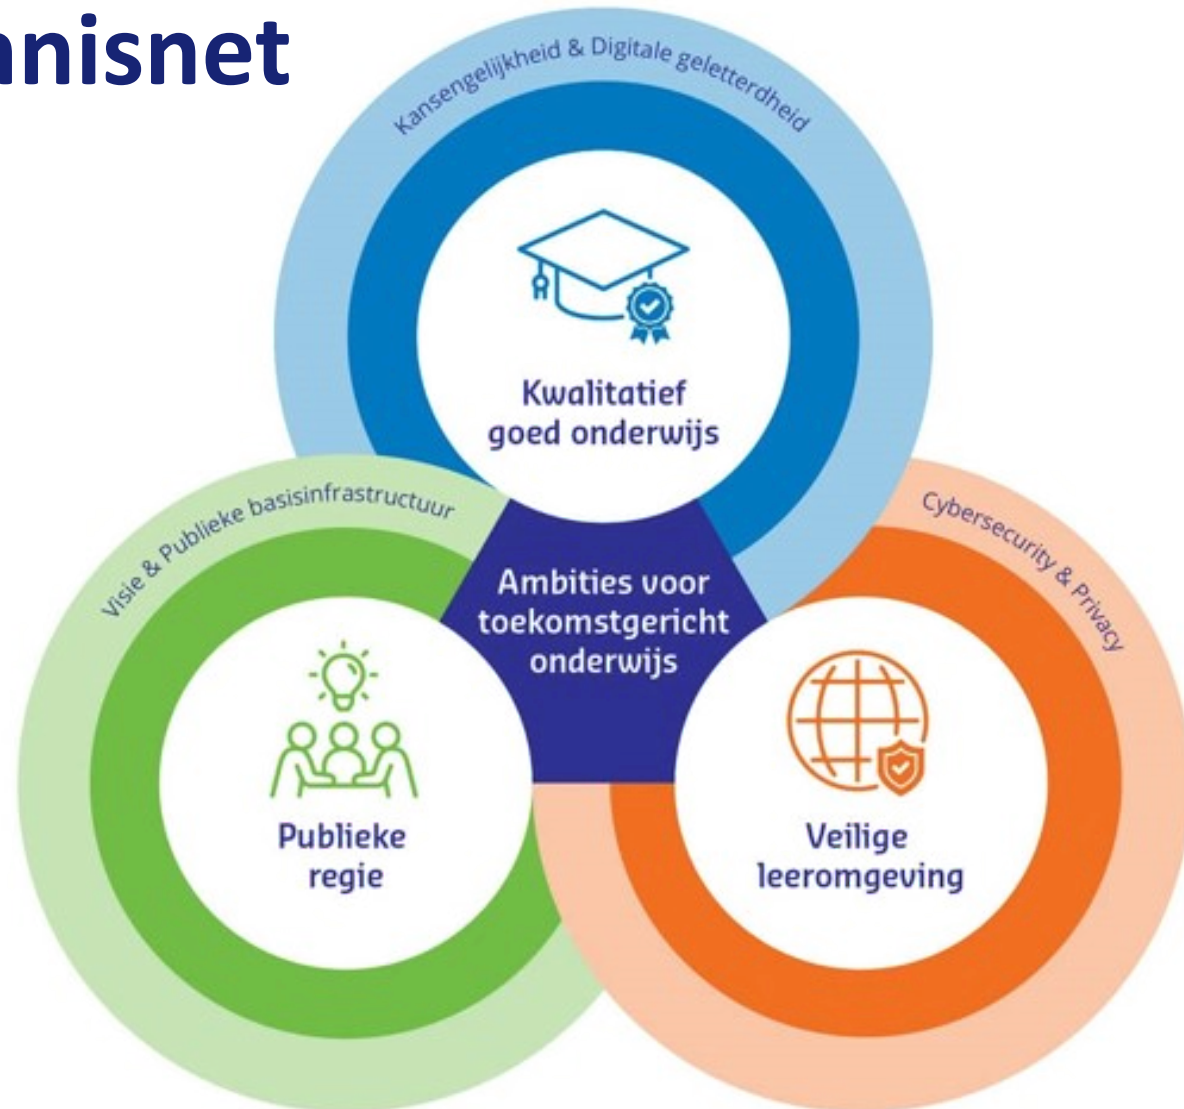 nnisnet
Kansengelijkheid & Digitale geletterdheid
Kwalitatief
goed onderwijs
Visie & Publieke basisinfrastructuur
Cybersecurity & Privacy
Ambities voor
toekomstgericht
onderwijs
Publieke
regie
Veilige
leeromgeving